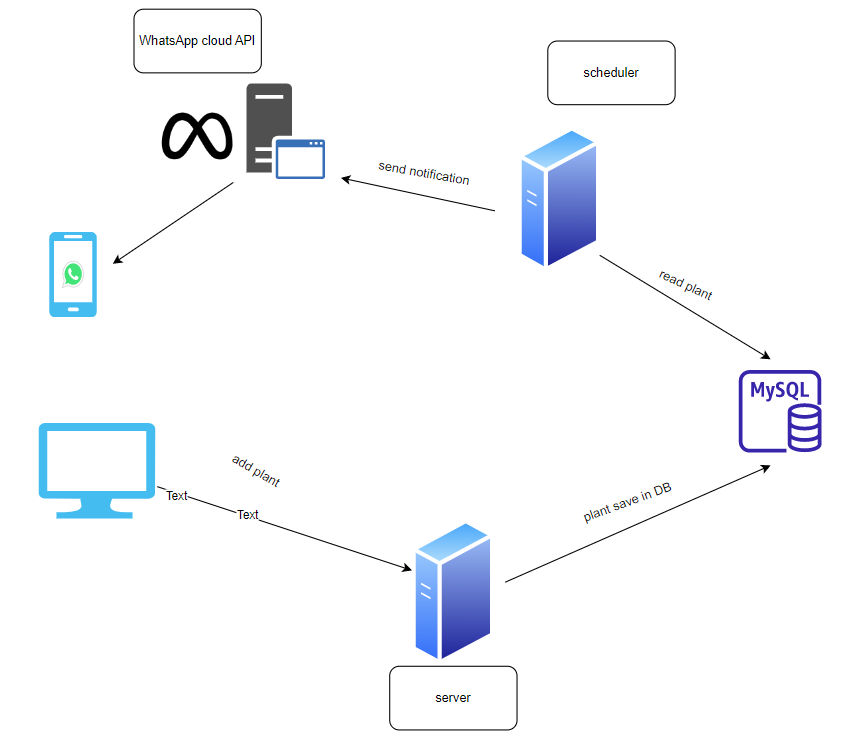 WhatsApp cloud API
scheduler
send notification
read plant
MySQL
add plant
Text
Text
plant save in DB
server